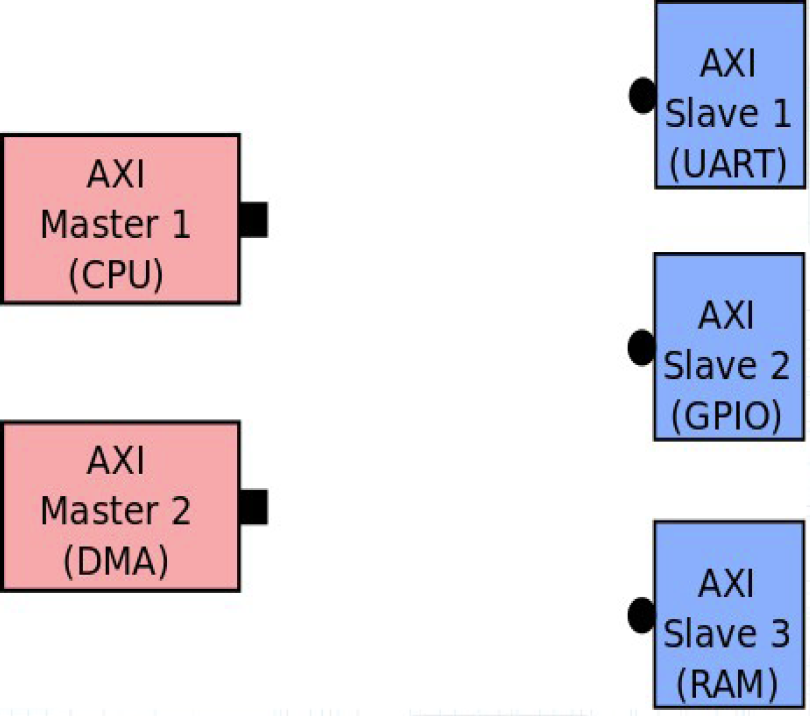 AXI
Master 1
(CPU)
AXI
Master 2
(DMA)
AXI
Slave 1
(UART)
AXI
Slave 2
(GPIO)
AXI
Slave 3
(RAM)